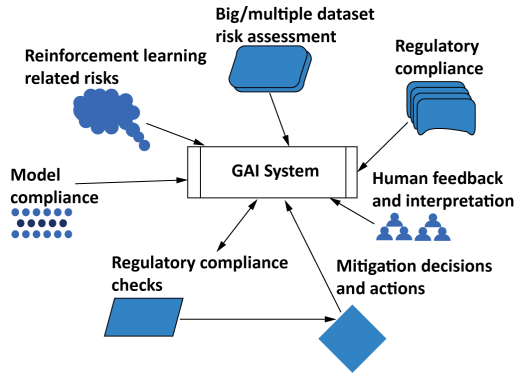 Big/multiple dataset
risk assessment
Reinforcement learning
related risks
Regulatory
compliance
GAI System
Model
compliance
Human feedback
and interpretation
Regulatory compliance
checks
Mitigation decisions
and actions